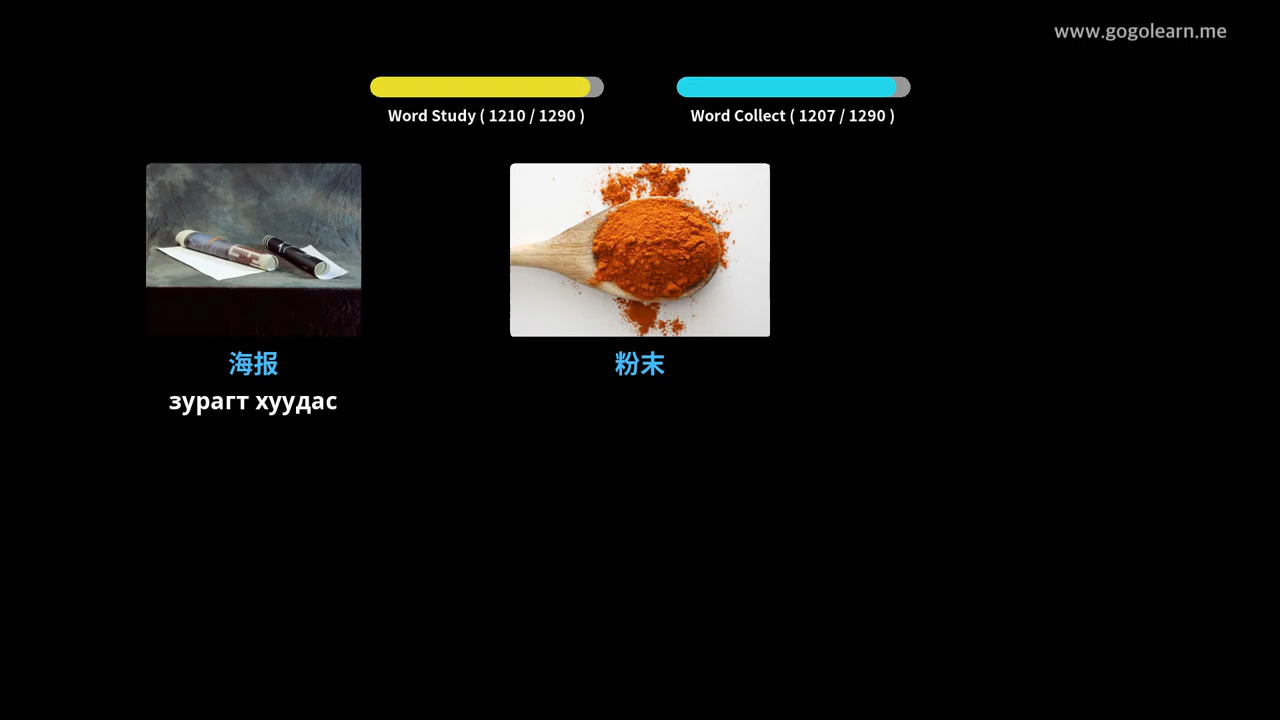 www.gogolearn.me
Word Study ( 1210 / 1290 )
Word Collect ( 1207 / 1290 )
海报
粉末
зурагт хуудас